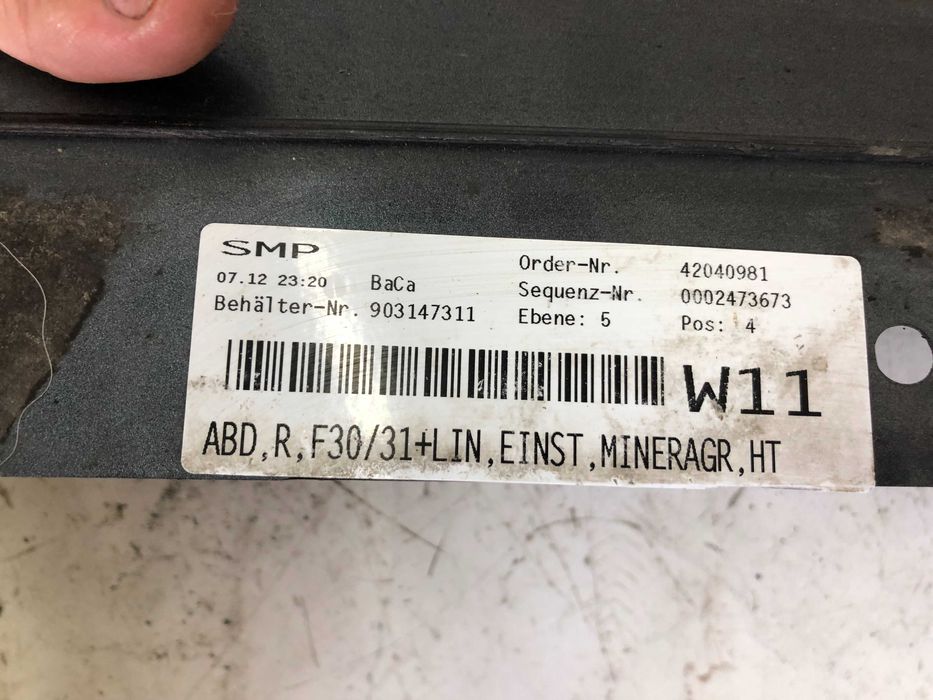 SMP
07.12 23:20 BaCa
Behälter-Nr. 903147311
Order-Nr. 42040981
Sequenz-Nr. 0002473673
Ebene: 5 Pos: 4
W11
ABD,R,F30/31+LIN,EINST,MINERAGR,HT